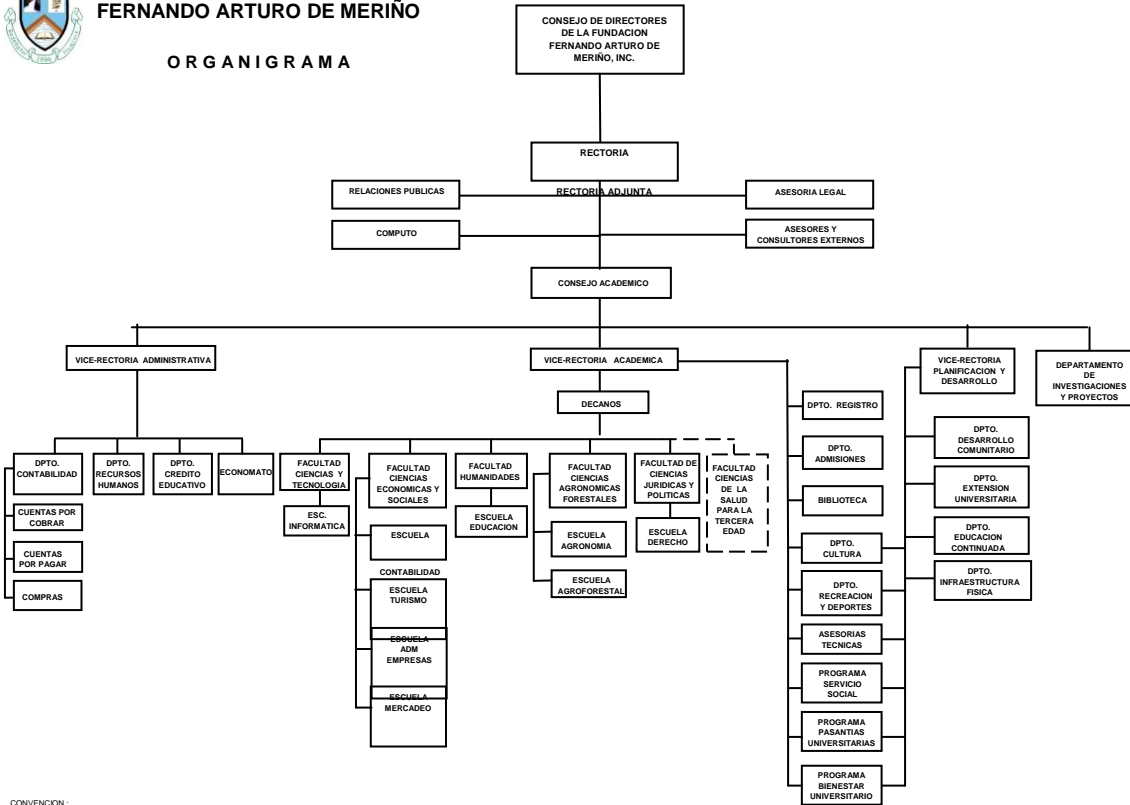 FERNANDO ARTURO DE MERIÑO
ORGANIGRAMA
1996
CONSEJO DE DIRECTORES
DE LA FUNDACION
FERNANDO ARTURO DE
MERIÑO, INC.
RECTORIA
RECTORIA ADJUNTA
RELACIONES PUBLICAS
ASESORIA LEGAL
COMPUTO
ASESORES Y
CONSULTORES EXTERNOS
CONSEJO ACADEMICO
VICE-RECTORIA ADMINISTRATIVA
VICE-RECTORIA ACADEMICA
VICE-RECTORIA
PLANIFICACION Y
DESARROLLO
DEPARTAMENTO
DE
INVESTIGACIONES
Y PROYECTOS
DECANOS
DPTO.
CONTABILIDAD
DPTO.
RECURSOS
HUMANOS
DPTO.
CREDITO
EDUCATIVO
ECONOMATO
CUENTAS POR
COBRAR
CUENTAS
POR PAGAR
COMPRAS
FACULTAD
CIENCIAS Y
TECNOLOGIA
ESC.
INFORMATICA
FACULTAD
CIENCIAS
ECONOMICAS Y
SOCIALES
ESCUELA
CONTABILIDAD
ESCUELA
TURISMO
ESCUELA
ADM
EMPRESAS
ESCUELA
MERCADEO
FACULTAD
HUMANIDADES
ESCUELA
EDUCACION
FACULTAD
CIENCIAS
AGRONOMICAS
FORESTALES
ESCUELA
AGRONOMIA
ESCUELA
AGROFORESTAL
FACULTAD DE
CIENCIAS
JURIDICAS Y
POLITICAS
ESCUELA
DERECHO
FACULTAD
CIENCIAS
DE LA
SALUD
PARA LA
TERCERA
EDAD
DPTO. REGISTRO
DPTO.
ADMISIONES
BIBLIOTECA
DPTO.
CULTURA
DPTO.
RECREACION
Y DEPORTES
ASESORIAS
TECNICAS
PROGRAMA
SERVICIO
SOCIAL
PROGRAMA
PASANTIAS
UNIVERSITARIAS
PROGRAMA
BIENESTAR
UNIVERSITARIO
DPTO.
DESARROLLO
COMUNITARIO
DPTO.
EXTENSION
UNIVERSITARIA
DPTO.
EDUCACION
CONTINUADA
DPTO.
INFRAESTRUCTURA
FISICA
CONVENCION :